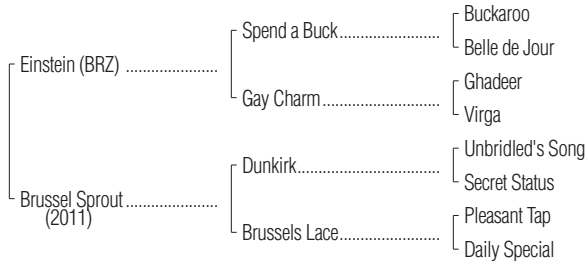 Buckaroo
Spend a Buck
Belle de Jour
Einstein (BRZ)
Ghadeer
Gay Charm
Virga
Unbridled's Song
Dunkirk
Secret Status
Brussel Sprout
(2011)
Pleasant Tap
Brussels Lace
Daily Special